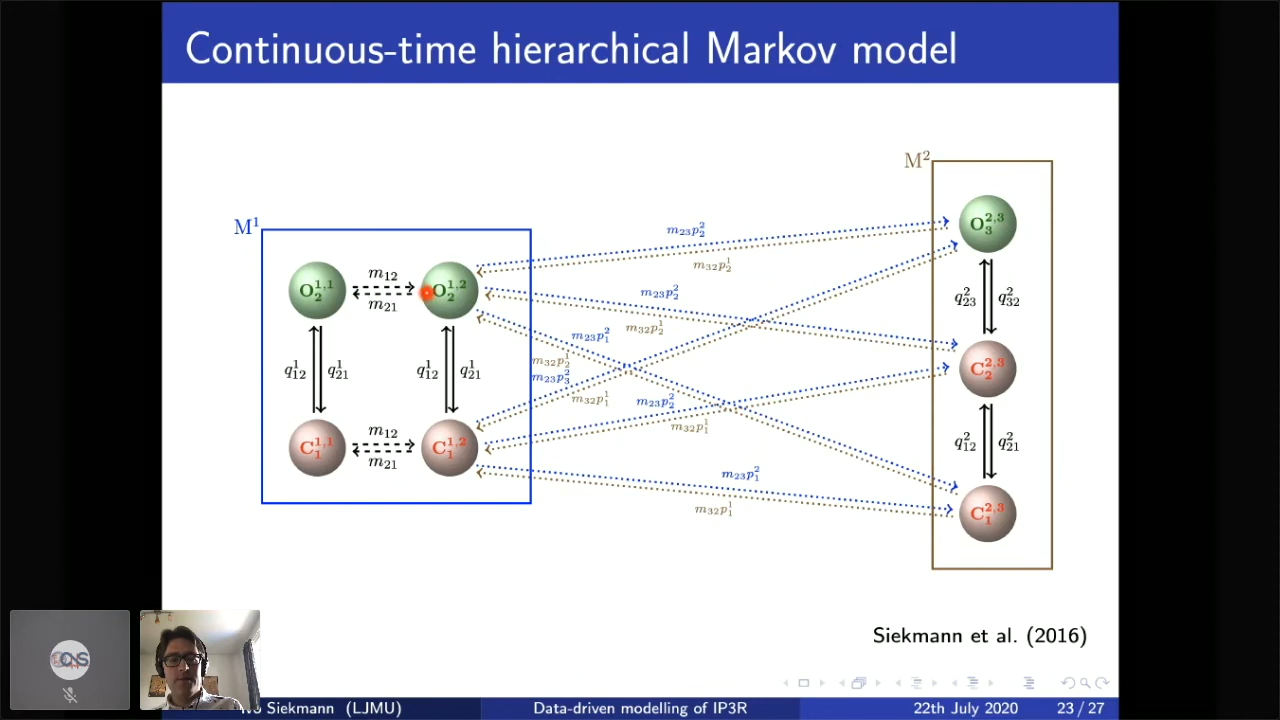 Continuous-time hierarchical Markov model
M²
M¹
O₃^{2,3}
m₂₃p₂²
m₃₂p₂¹
m₁₂
O₂^{1,1} O₂^{1,2}
m₂₁
m₂₃p₂²
m₃₂p₂¹
q₂₃² q₃₂²
m₂₃p₁²
m₃₂p₂¹
q₁₂¹ q₂₁¹ q₁₂¹ q₂₁¹
m₂₃p₃²
C₂^{2,3}
m₃₂p₁¹
m₂₃p₂²
m₃₂p₁¹
m₁₂
C₁^{1,1} C₁^{1,2}
m₂₁
q₁₂² q₂₁²
m₂₃p₁²
m₃₂p₁¹
C₁^{2,3}
Siekmann et al. (2016)
Siekmann (LJMU) Data-driven modelling of IP3R 22th July 2020 23 / 27